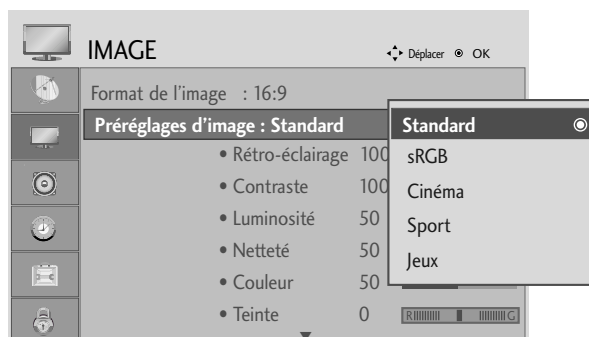 IMAGE
Déplacer OK
Format de l'image : 16:9
Préréglages d'image : Standard
• Rétro-éclairage 100
• Contraste 100
• Luminosité 50
• Netteté 50
• Couleur 50
• Teinte 0
R G
Standard
sRGB
Cinéma
Sport
Jeux